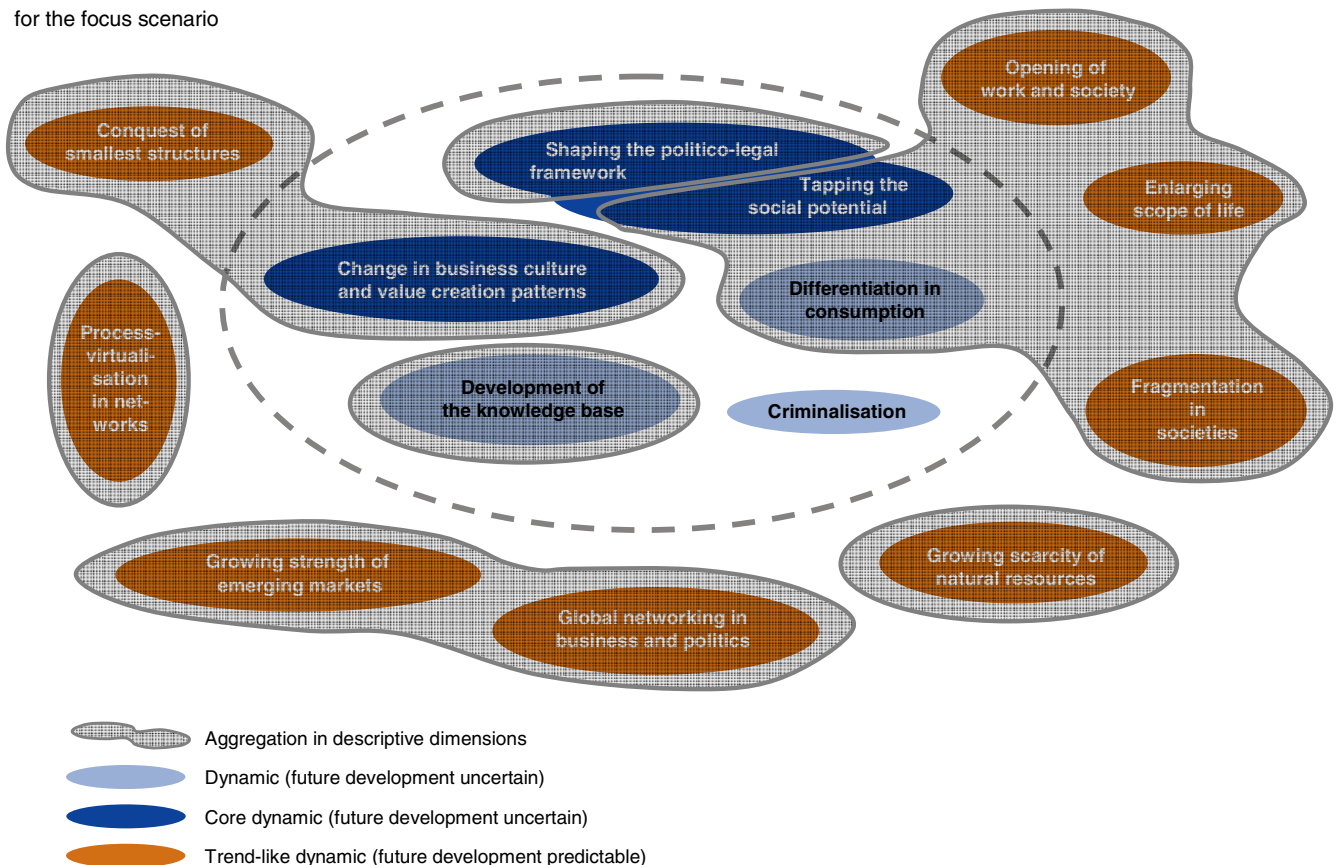 for the focus scenario
Opening of
work and society
Conquest of
smallest structures
Shaping the politico-legal
framework
Tapping the
social potential
Enlarging
scope of life
Change in business culture
and value creation patterns
Differentiation in
consumption
Process-
virtuali-
sation
in net-
works
Development of
the knowledge base
Criminalisation
Fragmentation
in
societies
Growing strength of
emerging markets
Growing scarcity of
natural resources
Global networking in
business and politics
Aggregation in descriptive dimensions
Dynamic (future development uncertain)
Core dynamic (future development uncertain)
Trend-like dynamic (future development predictable)